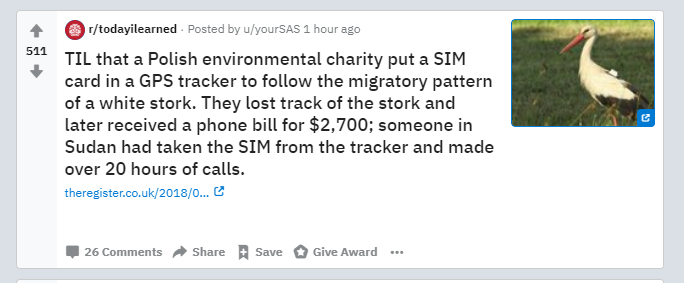 r/todayilearned · Posted by u/yourSAS 1 hour ago
511
TIL that a Polish environmental charity put a SIM
card in a GPS tracker to follow the migratory pattern
of a white stork. They lost track of the stork and
later received a phone bill for $2,700; someone in
Sudan had taken the SIM from the tracker and made
over 20 hours of calls.
theregister.co.uk/2018/0...
26 Comments Share Save Give Award